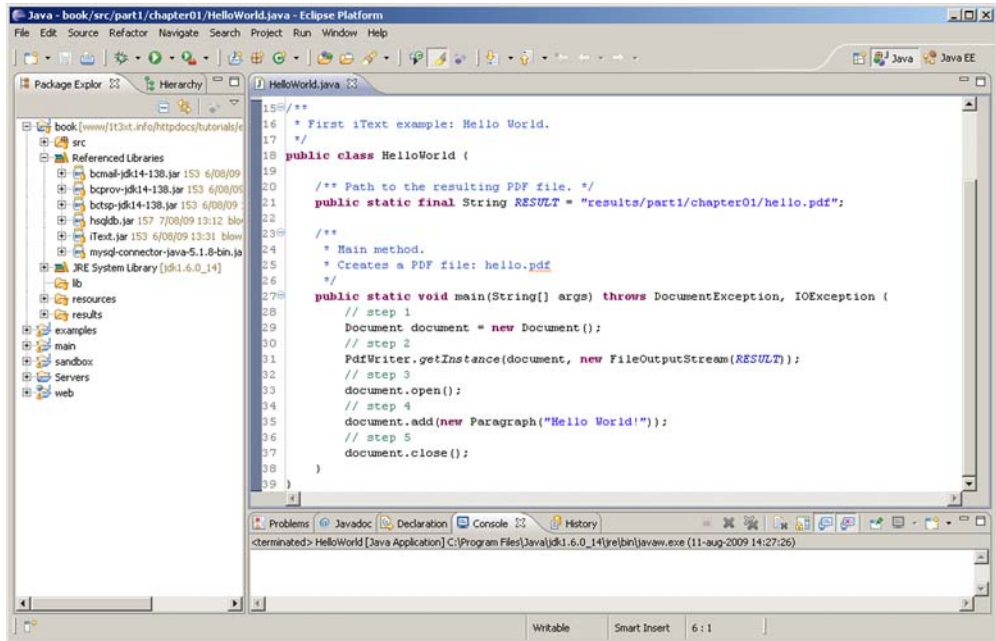 Java - book/src/part1/chapter01/HelloWorld.java - Eclipse Platform
File Edit Source Refactor Navigate Search Project Run Window Help
Java Java EE
Package Explor Hierarchy
book [www/1t3xt.info/httpdocs/tutorials/e
src
Referenced Libraries
bcmail-jdk14-138.jar 153 6/08/09
bcprov-jdk14-138.jar 153 6/08/09
bctsp-jdk14-138.jar 153 6/08/09
hsqldb.jar 157 7/08/09 13:12 blow
iText.jar 153 6/08/09 13:31 blow
mysql-connector-java-5.1.8-bin.ja
JRE System Library [jdk1.6.0_14]
lib
resources
results
examples
main
sandbox
Servers
web
HelloWorld.java
15 /**
16 * First iText example: Hello World.
17 */
18 public class HelloWorld {
19
20 /** Path to the resulting PDF file. */
21 public static final String RESULT = "results/part1/chapter01/hello.pdf";
22
23 /**
24 * Main method.
25 * Creates a PDF file: hello.pdf
26 */
27 public static void main(String[] args) throws DocumentException, IOException {
28 // step 1
29 Document document = new Document();
30 // step 2
31 PdfWriter.getInstance(document, new FileOutputStream(RESULT));
32 // step 3
33 document.open();
34 // step 4
35 document.add(new Paragraph("Hello World!"));
36 // step 5
37 document.close();
38 }
39 }
Problems Javadoc Declaration Console History
<terminated> HelloWorld [Java Application] C:\Program Files\Java\jdk1.6.0_14\jre\bin\javaw.exe (11-aug-2009 14:27:26)
Writable Smart Insert 6 : 1